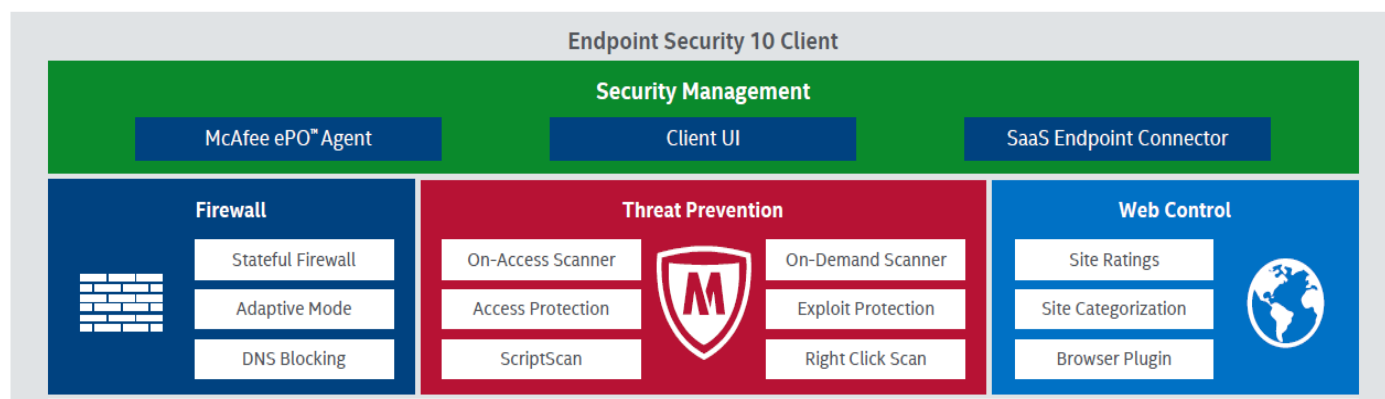 Endpoint Security 10 Client
Security Management
McAfee ePO™ Agent
Client UI
SaaS Endpoint Connector
Firewall
Stateful Firewall
Adaptive Mode
DNS Blocking
Threat Prevention
On-Access Scanner
On-Demand Scanner
Access Protection
Exploit Protection
ScriptScan
Right Click Scan
M
Web Control
Site Ratings
Site Categorization
Browser Plugin